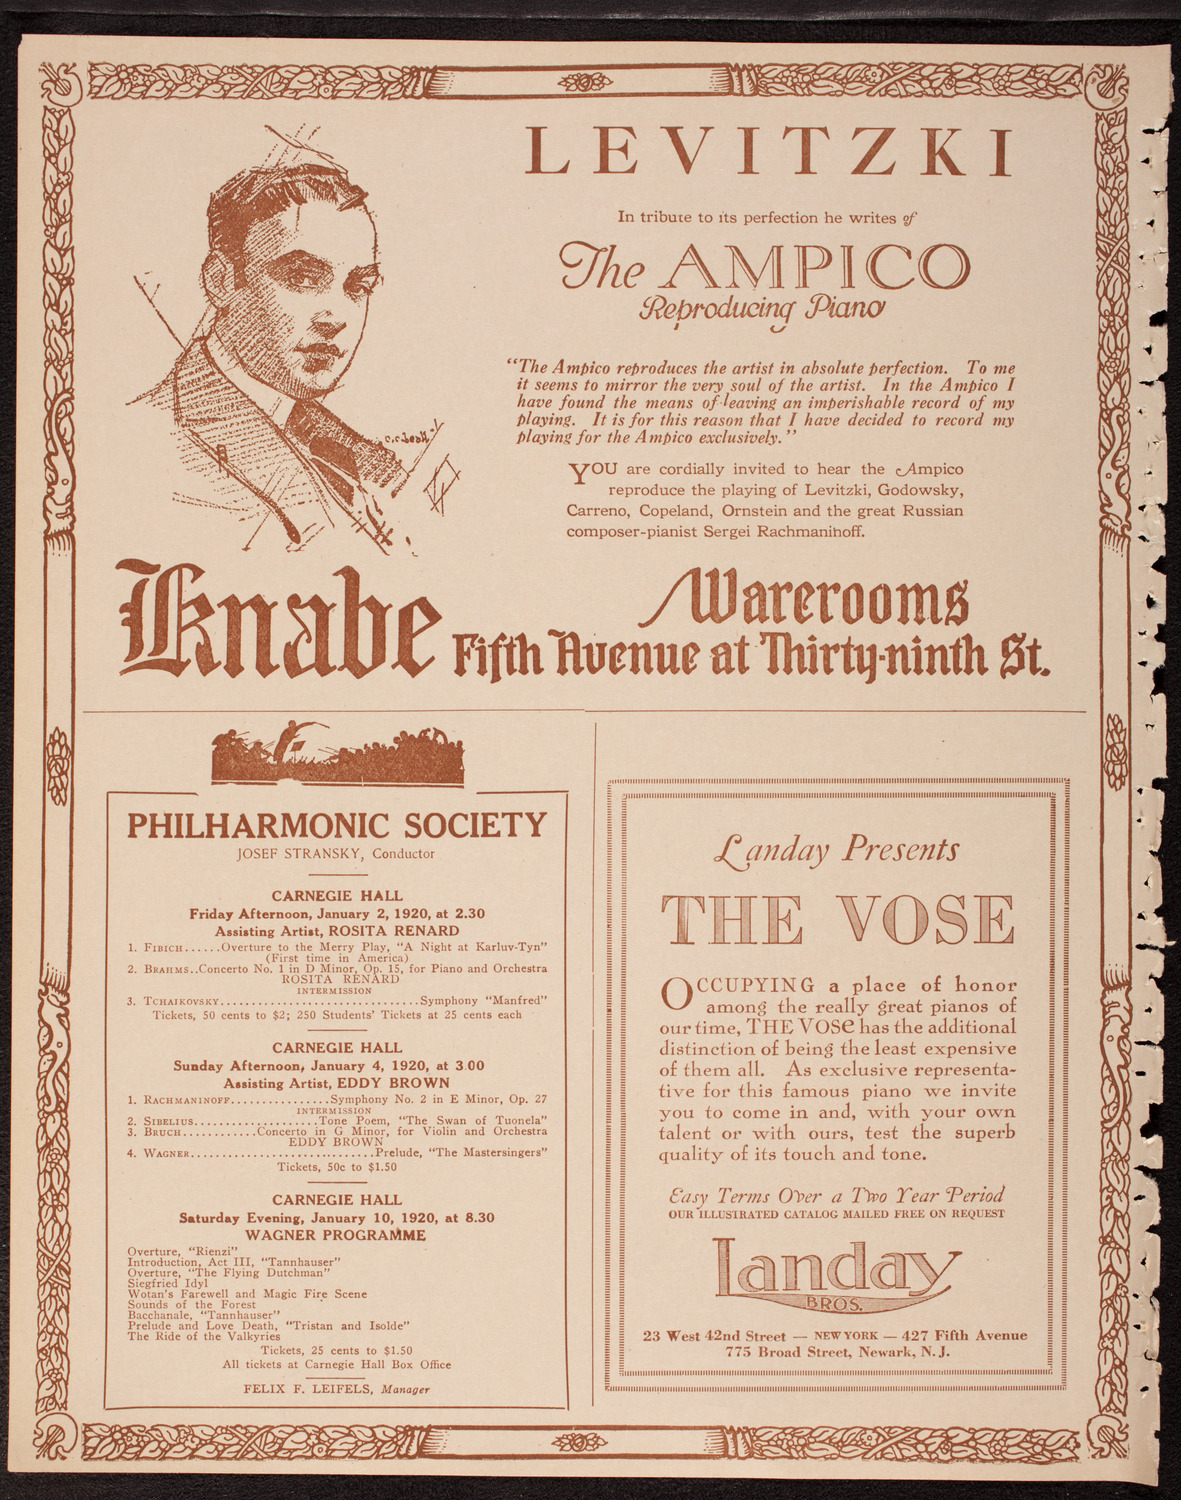 LEVITZKI
In tribute to its perfection he writes of
The AMPICO
Reproducing Piano
“The Ampico reproduces the artist in absolute perfection. To me
it seems to mirror the very soul of the artist. In the Ampico I
have found the means of leaving an imperishable record of my
playing. It is for this reason that I have decided to record my
playing for the Ampico exclusively.”
YOU are cordially invited to hear the Ampico
reproduce the playing of Levitzki, Godowsky,
Carreno, Copeland, Ornstein and the great Russian
composer-pianist Sergei Rachmaninoff.
Knabe Warerooms
Fifth Avenue at Thirty-ninth St.
PHILHARMONIC SOCIETY
JOSEF STRANSKY, Conductor
CARNEGIE HALL
Friday Afternoon, January 2, 1920, at 2.30
Assisting Artist, ROSITA RENARD
1. FIBICH......Overture to the Merry Play, “A Night at Karluv-Tyn”
(First time in America)
2. BRAHMS..Concerto No. 1 in D Minor, Op. 15, for Piano and Orchestra
ROSITA RENARD
INTERMISSION
3. TCHAIKOVSKY..............................Symphony “Manfred”
Tickets, 50 cents to $2; 250 Students’ Tickets at 25 cents each
CARNEGIE HALL
Sunday Afternoon, January 4, 1920, at 3.00
Assisting Artist, EDDY BROWN
1. RACHMANINOFF................Symphony No. 2 in E Minor, Op. 27
INTERMISSION
2. SIBELIUS....................Tone Poem, “The Swan of Tuonela”
3. BRUCH............Concerto in G Minor, for Violin and Orchestra
EDDY BROWN
4. WAGNER............................Prelude, “The Mastersingers”
Tickets, 50c to $1.50
CARNEGIE HALL
Saturday Evening, January 10, 1920, at 8.30
WAGNER PROGRAMME
Overture, “Rienzi”
Introduction, Act III, “Tannhauser”
Overture, “The Flying Dutchman”
Siegfried Idyl
Wotan’s Farewell and Magic Fire Scene
Sounds of the Forest
Bacchanale, “Tannhauser”
Prelude and Love Death, “Tristan and Isolde”
The Ride of the Valkyries
Tickets, 25 cents to $1.50
All tickets at Carnegie Hall Box Office
FELIX F. LEIFELS, Manager
Landay Presents
THE VOSE
OCCUPYING a place of honor
among the really great pianos of
our time, THE VOSE has the additional
distinction of being the least expensive
of them all. As exclusive representa-
tive for this famous piano we invite
you to come in and, with your own
talent or with ours, test the superb
quality of its touch and tone.
Easy Terms Over a Two Year Period
OUR ILLUSTRATED CATALOG MAILED FREE ON REQUEST
Landay
BROS.
23 West 42nd Street — NEW YORK — 427 Fifth Avenue
775 Broad Street, Newark, N. J.